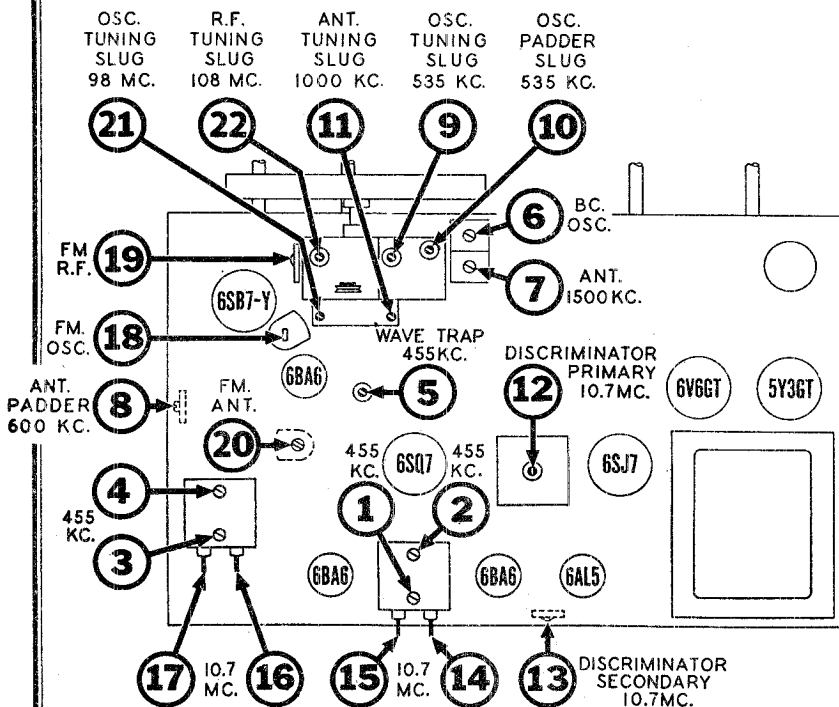 OSC.
TUNING
SLUG
98 MC.
R.F.
TUNING
SLUG
108 MC.
ANT.
TUNING
SLUG
1000 KC.
OSC.
TUNING
SLUG
535 KC.
OSC.
PADDER
SLUG
535 KC.
21
22
11
9
10
6
BC.
OSC.
FM
R.F.
19
7
ANT.
1500 KC.
6SB7-Y
FM.
OSC.
18
WAVE TRAP
455KC.
DISCRIMINATOR
PRIMARY
10.7MC.
6BA6
5
12
6V6GT
5Y3GT
ANT.
PADDER
600 KC.
8
FM.
ANT.
20
455
KC.
6SQ7
455
KC.
6SJ7
4
455
KC.
3
1
2
6BA6
6BA6
6AL5
17
10.7
MC.
16
15
10.7
MC.
14
13
DISCRIMINATOR
SECONDARY
10.7MC.